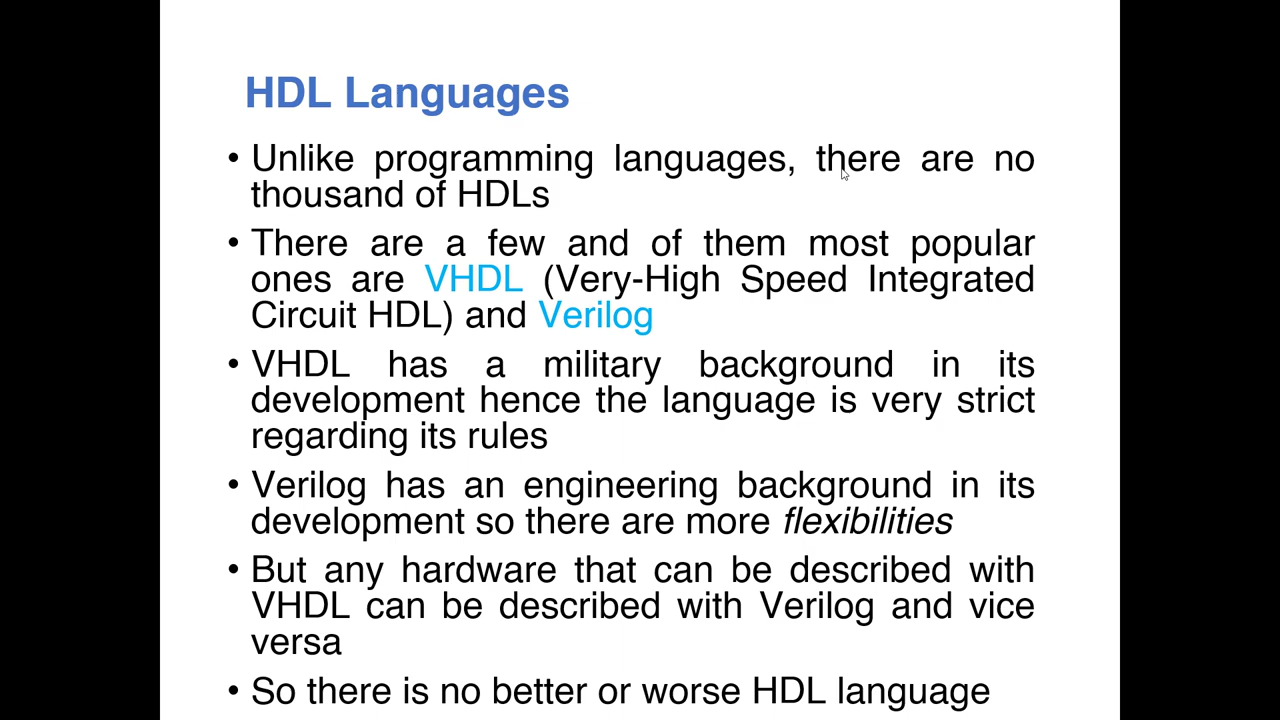 HDL Languages
• Unlike programming languages, there are no
thousand of HDLs
• There are a few and of them most popular
ones are VHDL (Very-High Speed Integrated
Circuit HDL) and Verilog
• VHDL has a military background in its
development hence the language is very strict
regarding its rules
• Verilog has an engineering background in its
development so there are more flexibilities
• But any hardware that can be described with
VHDL can be described with Verilog and vice
versa
• So there is no better or worse HDL language